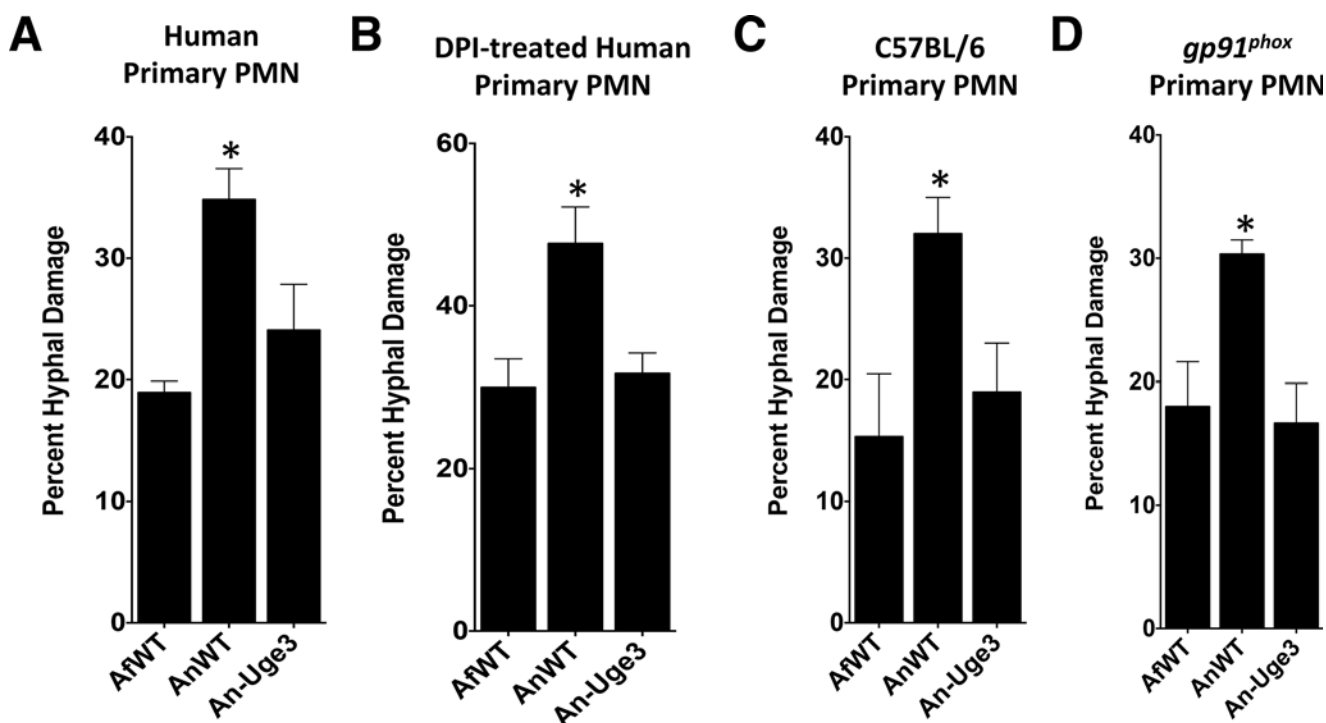 A
Human
Primary PMN
Percent Hyphal Damage
40
30
20
10
0
*
AfWT
AnWT
An-Uge3
B
DPI-treated Human
Primary PMN
Percent Hyphal Damage
60
40
20
0
*
AfWT
AnWT
An-Uge3
C
C57BL/6
Primary PMN
Percent Hyphal Damage
40
30
20
10
0
*
AfWT
AnWT
An-Uge3
D
gp91phox
Primary PMN
Percent Hyphal Damage
40
30
20
10
0
*
AfWT
AnWT
An-Uge3